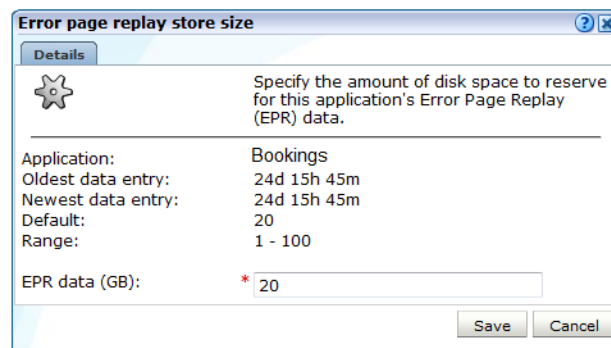 Error page replay store size
Details
Specify the amount of disk space to reserve
for this application's Error Page Replay
(EPR) data.
Application: Bookings
Oldest data entry: 24d 15h 45m
Newest data entry: 24d 15h 45m
Default: 20
Range: 1 - 100
EPR data (GB): * 20
Save Cancel